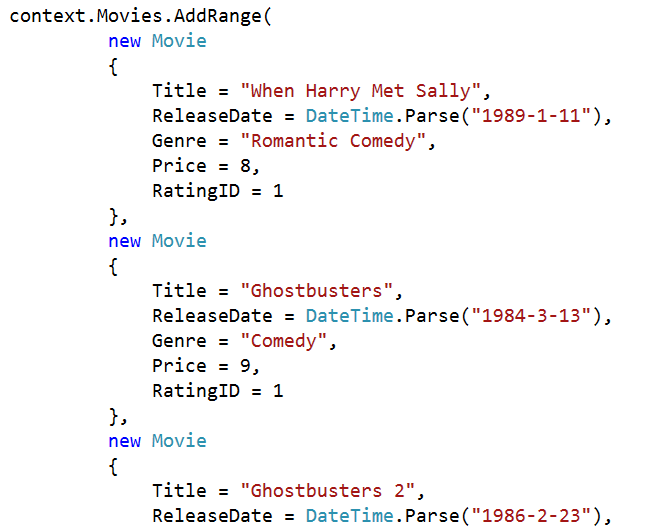 context.Movies.AddRange(
new Movie
{
Title = "When Harry Met Sally",
ReleaseDate = DateTime.Parse("1989-1-11"),
Genre = "Romantic Comedy",
Price = 8,
RatingID = 1
},
new Movie
{
Title = "Ghostbusters",
ReleaseDate = DateTime.Parse("1984-3-13"),
Genre = "Comedy",
Price = 9,
RatingID = 1
},
new Movie
{
Title = "Ghostbusters 2",
ReleaseDate = DateTime.Parse("1986-2-23"),